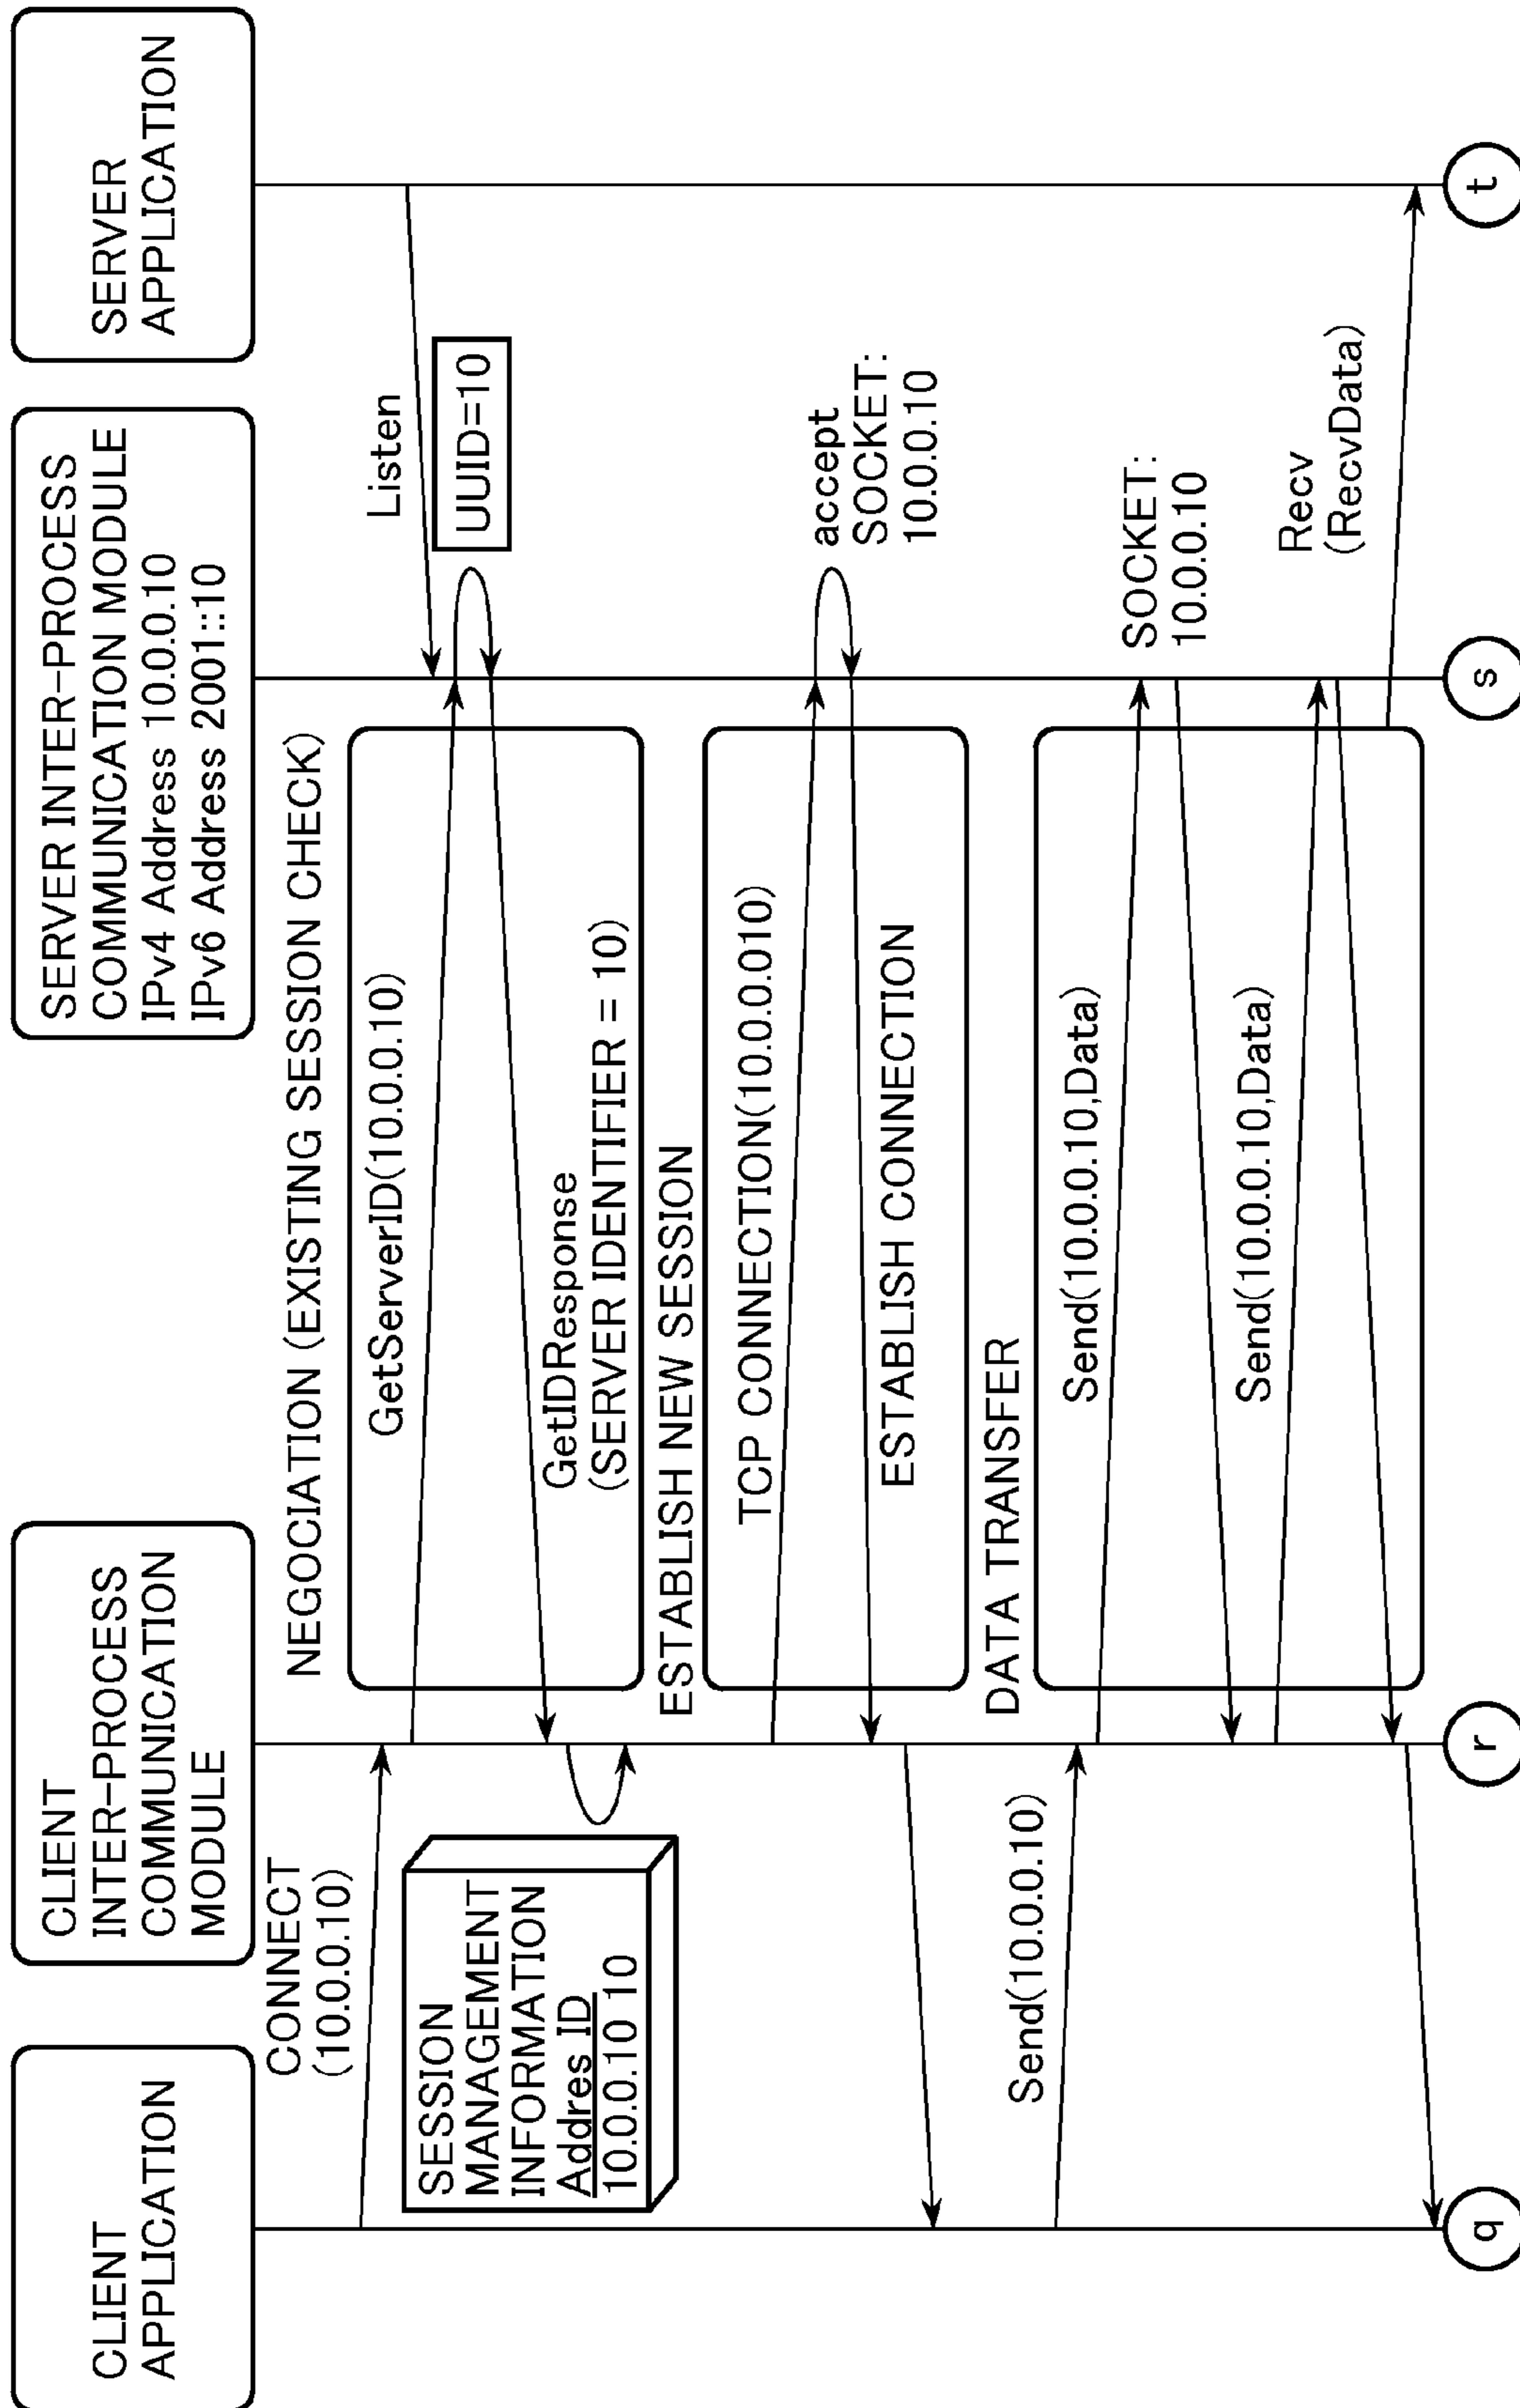 CLIENT
APPLICATION
CLIENT
INTER-PROCESS
COMMUNICATION
MODULE
SERVER INTER-PROCESS
COMMUNICATION MODULE
IPv4 Address 10.0.0.10
IPv6 Address 2001::10
SERVER
APPLICATION
CONNECT
(10.0.0.10)
NEGOCIATION (EXISTING SESSION CHECK)
Listen
GetServerID(10.0.0.10)
UUID=10
GetIDResponse
(SERVER IDENTIFIER = 10)
SESSION
MANAGEMENT
INFORMATION
Addres ID
10.0.0.10 10
ESTABLISH NEW SESSION
TCP CONNECTION(10.0.0.010)
accept
SOCKET:
10.0.0.10
ESTABLISH CONNECTION
DATA TRANSFER
Send(10.0.0.10)
Send(10.0.0.10,Data)
SOCKET:
10.0.0.10
Send(10.0.0.10,Data)
Recv
(RecvData)
q
r
s
t